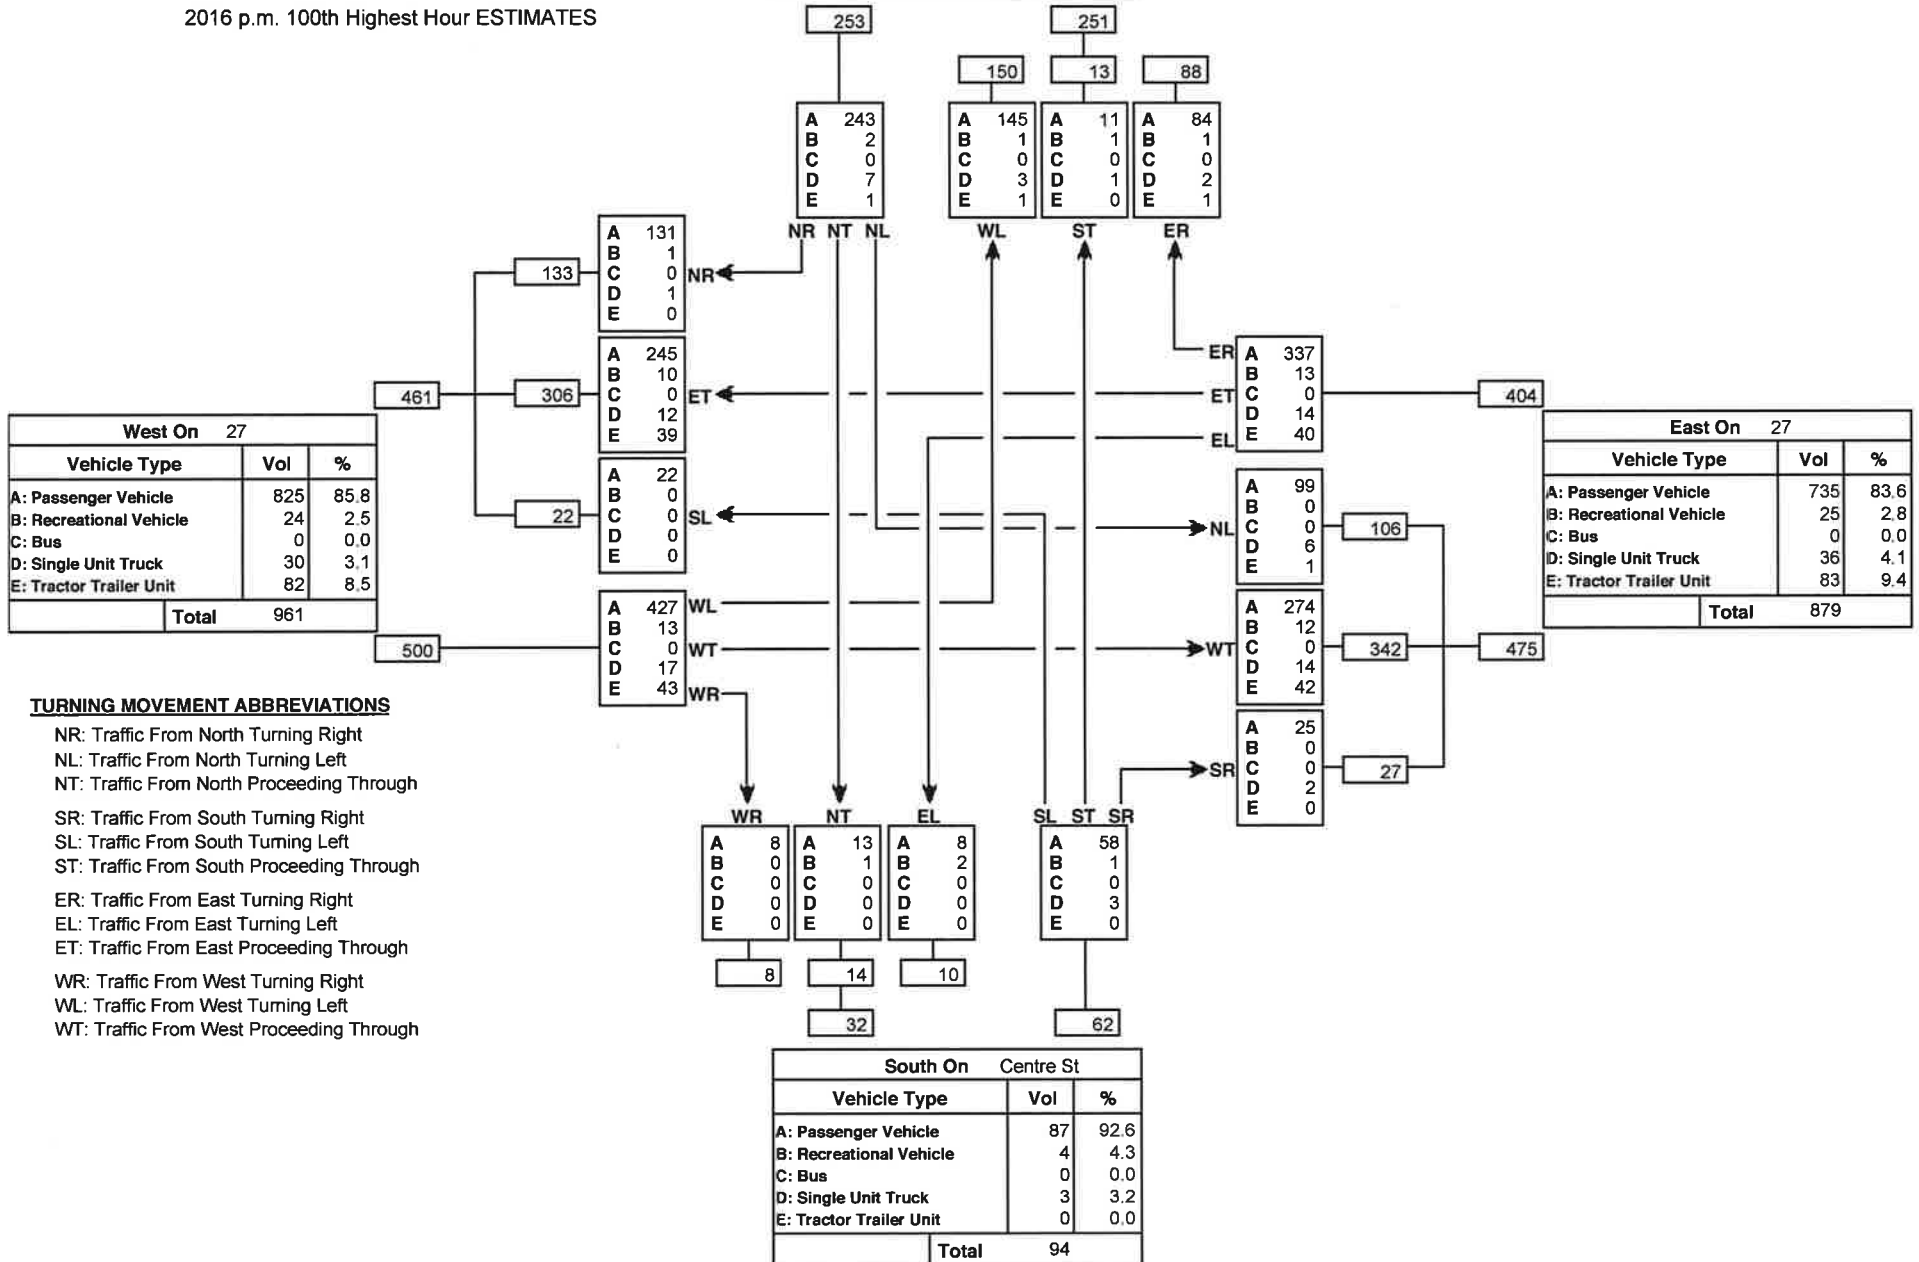 2016 p.m. 100th Highest Hour ESTIMATES
253
251
150
13
88
A 243
B 2
C 0
D 7
E 1
A 145
B 1
C 0
D 3
E 1
A 11
B 1
C 0
D 1
E 0
A 84
B 1
C 0
D 2
E 1
NR NT NL
WL
ST
ER
133
A 131
B 1
C 0
D 1
E 0
NR
461
306
A 245
B 10
C 0
D 12
E 39
ET
22
A 22
B 0
C 0
D 0
E 0
SL
ER
ET
EL
A 337
B 13
C 0
D 14
E 40
404
West On 27
Vehicle Type Vol %
A: Passenger Vehicle 825 85.8
B: Recreational Vehicle 24 2.5
C: Bus 0 0.0
D: Single Unit Truck 30 3.1
E: Tractor Trailer Unit 82 8.5
Total 961
East On 27
Vehicle Type Vol %
A: Passenger Vehicle 735 83.6
B: Recreational Vehicle 25 2.8
C: Bus 0 0.0
D: Single Unit Truck 36 4.1
E: Tractor Trailer Unit 83 9.4
Total 879
NL
A 99
B 0
C 0
D 6
E 1
106
500
A 427
B 13
C 0
D 17
E 43
WL
WT
WR
WT
A 274
B 12
C 0
D 14
E 42
342
475
SR
A 25
B 0
C 0
D 2
E 0
27
TURNING MOVEMENT ABBREVIATIONS
NR: Traffic From North Turning Right
NL: Traffic From North Turning Left
NT: Traffic From North Proceeding Through
SR: Traffic From South Turning Right
SL: Traffic From South Turning Left
ST: Traffic From South Proceeding Through
ER: Traffic From East Turning Right
EL: Traffic From East Turning Left
ET: Traffic From East Proceeding Through
WR: Traffic From West Turning Right
WL: Traffic From West Turning Left
WT: Traffic From West Proceeding Through
WR
NT
EL
SL ST SR
A 8
B 0
C 0
D 0
E 0
A 13
B 1
C 0
D 0
E 0
A 8
B 2
C 0
D 0
E 0
A 58
B 1
C 0
D 3
E 0
8
14
10
32
62
South On Centre St
Vehicle Type Vol %
A: Passenger Vehicle 87 92.6
B: Recreational Vehicle 4 4.3
C: Bus 0 0.0
D: Single Unit Truck 3 3.2
E: Tractor Trailer Unit 0 0.0
Total 94